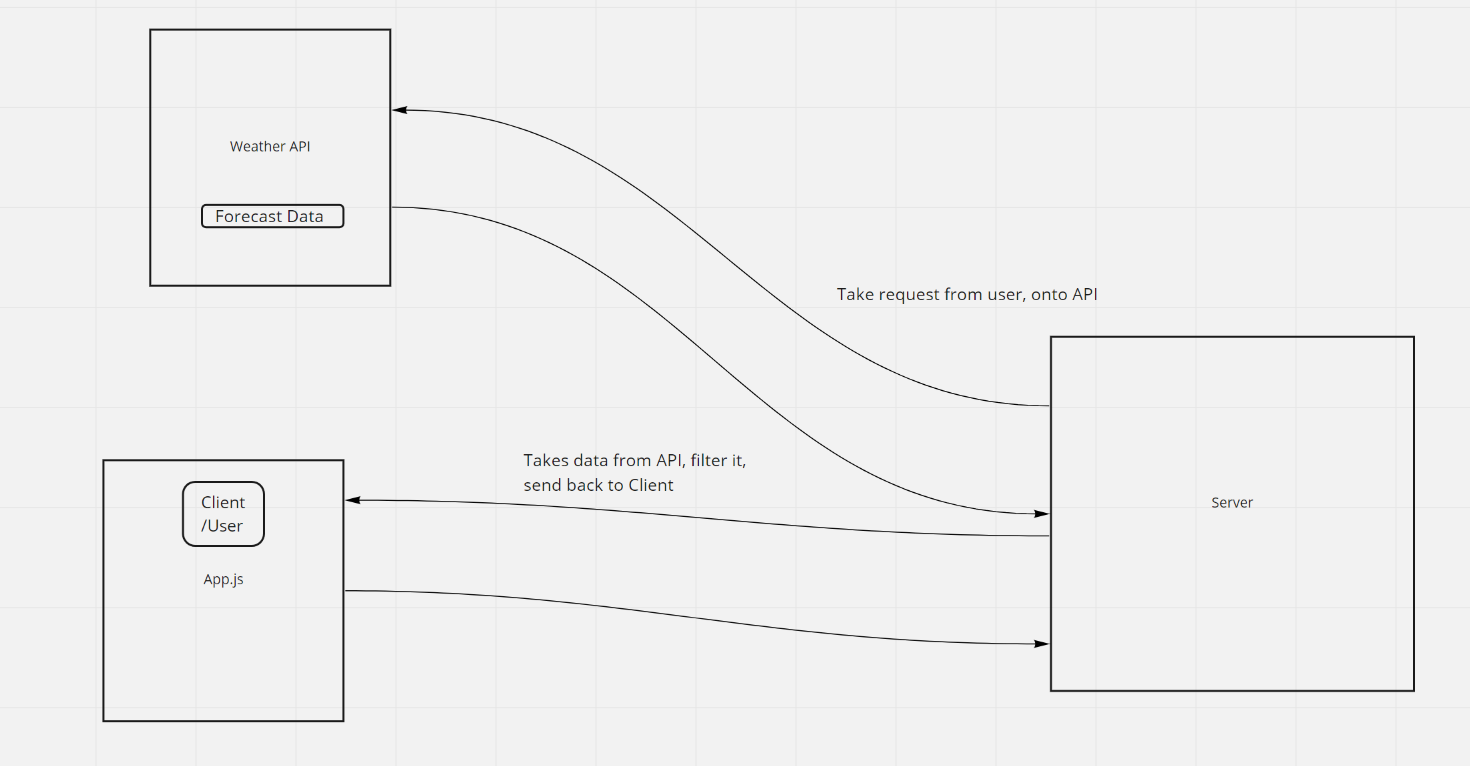 Weather API
Forecast Data
Take request from user, onto API
Takes data from API, filter it,
send back to Client
Client
/User
App.js
Server